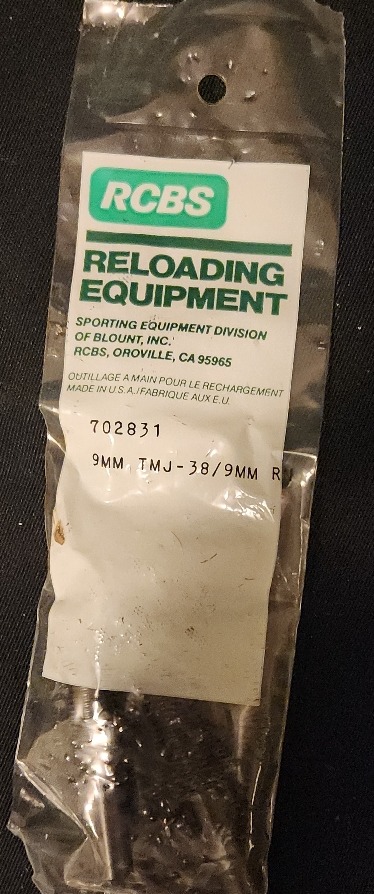 RCBS
RELOADING
EQUIPMENT
SPORTING EQUIPMENT DIVISION
OF BLOUNT, INC.
RCBS, OROVILLE, CA 95965
OUTILLAGE A MAIN POUR LE RECHARGEMENT
MADE IN U.S.A./FABRIQUE AUX E.U.
702831
9MM TMJ-38/9MM